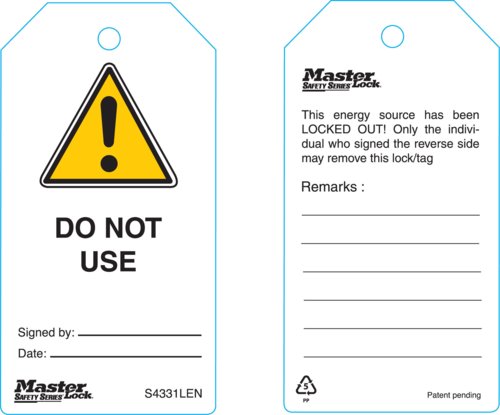 DO NOT
USE
Signed by:
Date:
Master
Safety Series Lock®
S4331LEN
Master
Safety Series Lock®
This energy source has been
LOCKED OUT! Only the indivi-
dual who signed the reverse side
may remove this lock/tag
Remarks :
5
PP
Patent pending